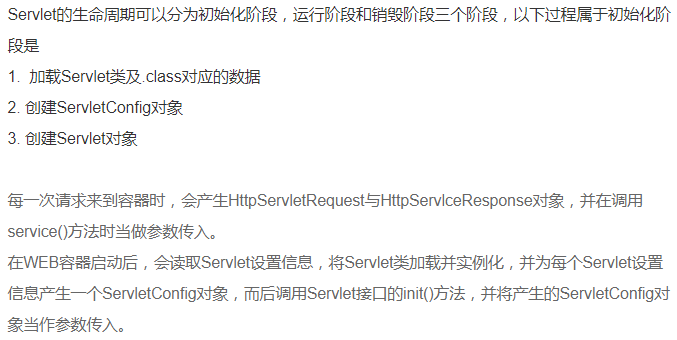 Servlet的生命周期可以分为初始化阶段，运行阶段和销毁阶段三个阶段，以下过程属于初始化阶
段是
1. 加载Servlet类及.class对应的数据
2. 创建ServletConfig对象
3. 创建Servlet对象
每一次请求来到容器时，会产生HttpServletRequest与HttpServlceResponse对象，并在调用
service()方法时当做参数传入。
在WEB容器启动后，会读取Servlet设置信息，将Servlet类加载并实例化，并为每个Servlet设置
信息产生一个ServletConfig对象，而后调用Servlet接口的init()方法，并将产生的ServletConfig对
象当作参数传入。